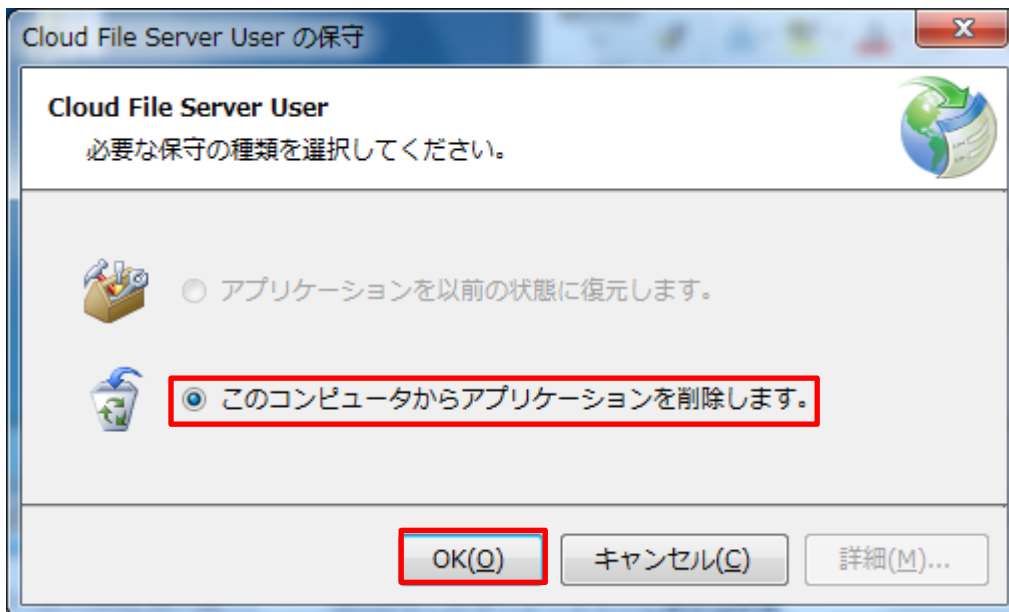 Cloud File Server User の保守
Cloud File Server User
必要な保守の種類を選択してください。
アプリケーションを以前の状態に復元します。
このコンピュータからアプリケーションを削除します。
OK(O) キャンセル(C) 詳細(M)...